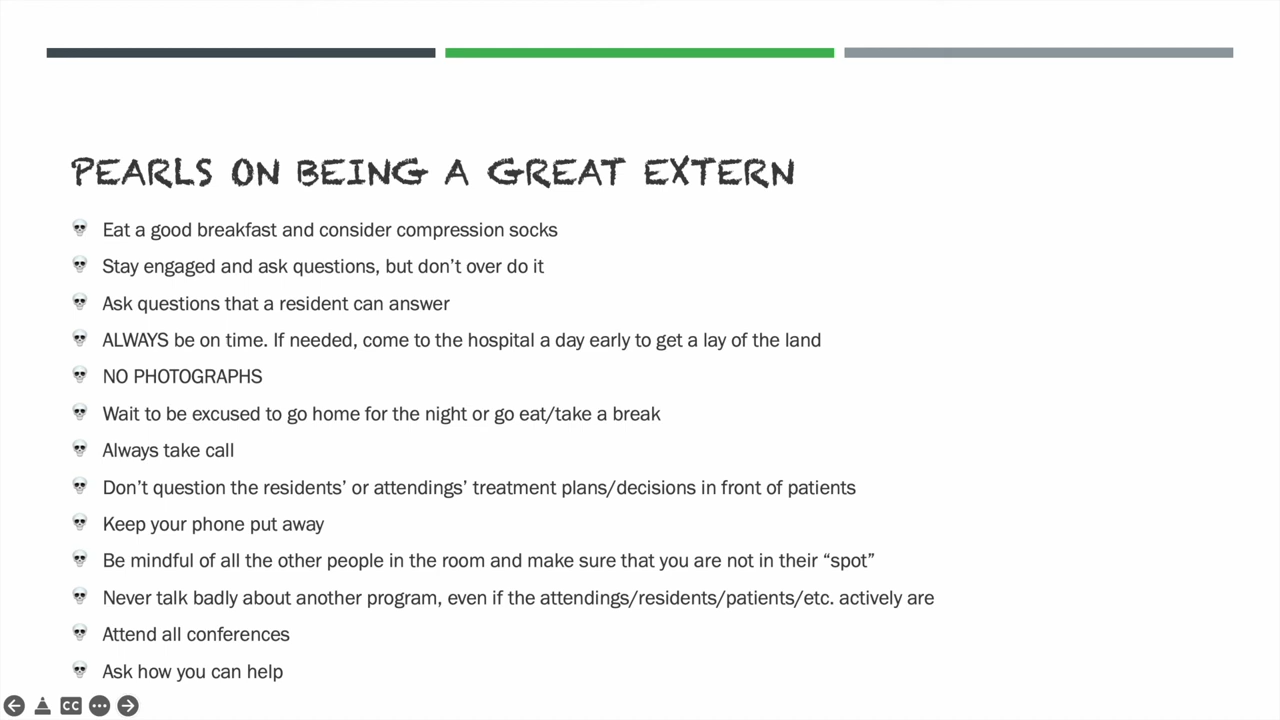 PEARLS ON BEING A GREAT EXTERN
Eat a good breakfast and consider compression socks
Stay engaged and ask questions, but don’t over do it
Ask questions that a resident can answer
ALWAYS be on time. If needed, come to the hospital a day early to get a lay of the land
NO PHOTOGRAPHS
Wait to be excused to go home for the night or go eat/take a break
Always take call
Don’t question the residents’ or attendings’ treatment plans/decisions in front of patients
Keep your phone put away
Be mindful of all the other people in the room and make sure that you are not in their “spot”
Never talk badly about another program, even if the attendings/residents/patients/etc. actively are
Attend all conferences
Ask how you can help
CC